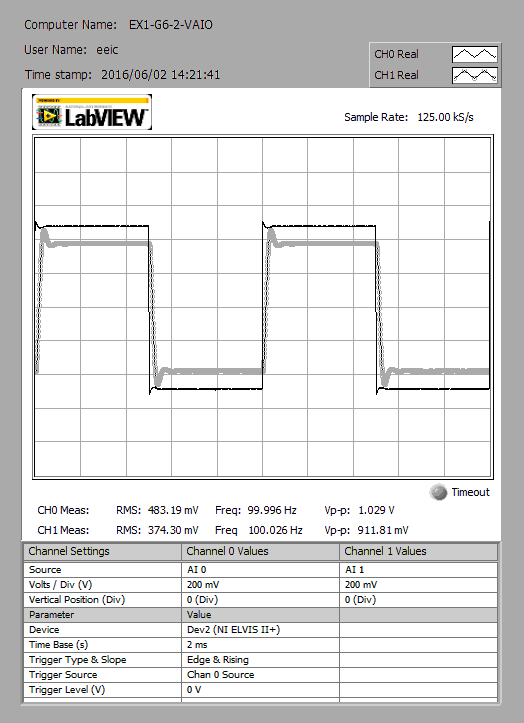 Computer Name: EX1-G6-2-VAIO
User Name: eeic
Time stamp: 2016/06/02 14:21:41
CH0 Real
CH1 Real
POWERED BY
LabVIEW
Sample Rate: 125.00 kS/s
Timeout
CH0 Meas: RMS: 483.19 mV Freq: 99.996 Hz Vp-p: 1.029 V
CH1 Meas: RMS: 374.30 mV Freq 100.026 Hz Vp-p: 911.81 mV
Channel Settings Channel 0 Values Channel 1 Values
Source AI 0 AI 1
Volts / Div (V) 200 mV 200 mV
Vertical Position (Div) 0 (Div) 0 (Div)
Parameter Value
Device Dev2 (NI ELVIS II+)
Time Base (s) 2 ms
Trigger Type & Slope Edge & Rising
Trigger Source Chan 0 Source
Trigger Level (V) 0 V